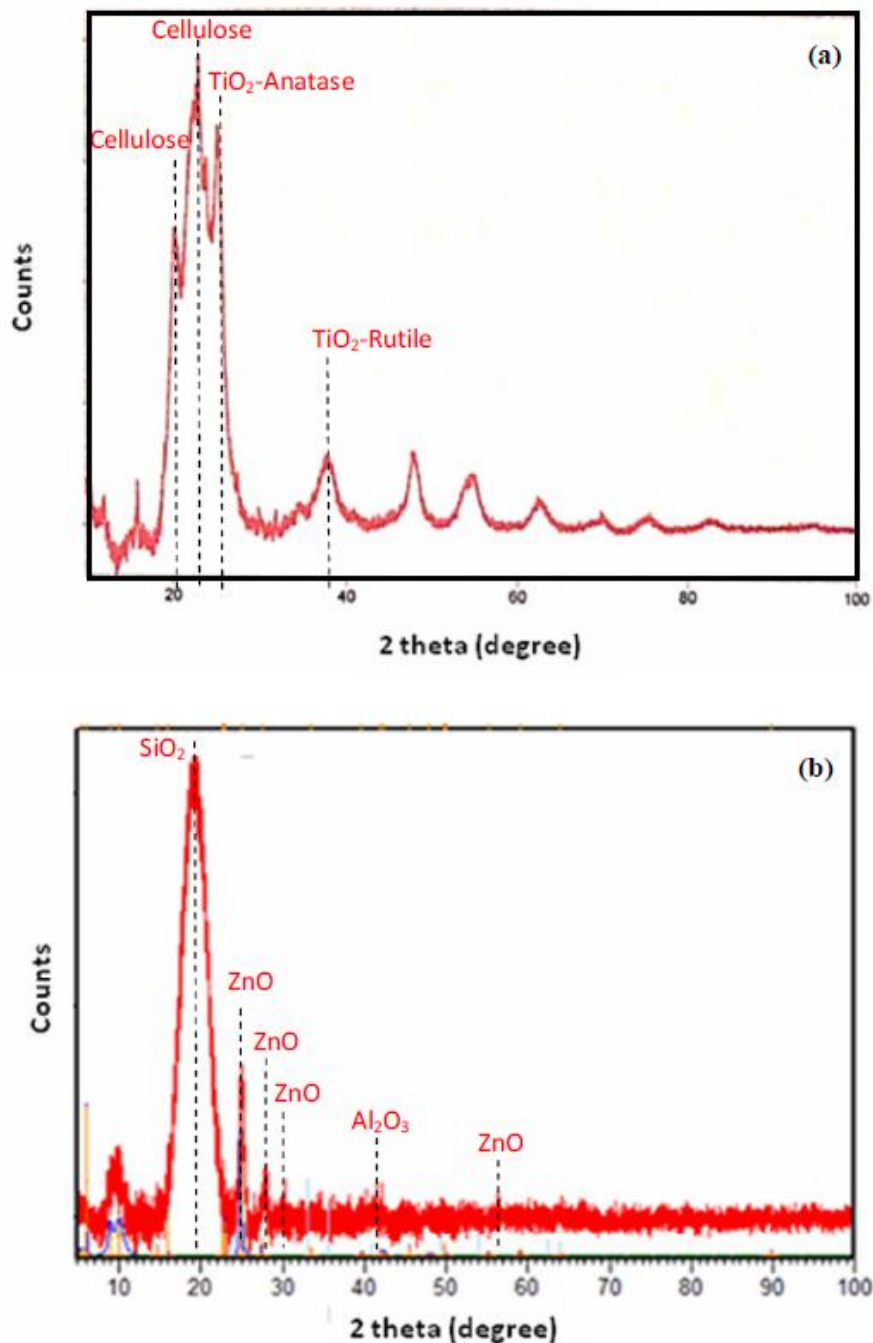 Cellulose
(a)
TiO₂-Anatase
Cellulose
TiO₂-Rutile
Counts
20 40 60 80 100
2 theta (degree)
SiO₂
(b)
ZnO
ZnO
ZnO
Al₂O₃
ZnO
Counts
10 20 30 40 50 60 70 80 90 100
2 theta (degree)